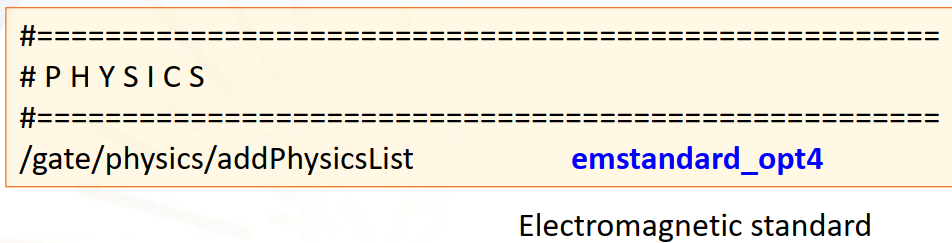 #=====================================================
# P H Y S I C S
#=====================================================
/gate/physics/addPhysicsList emstandard_opt4
Electromagnetic standard